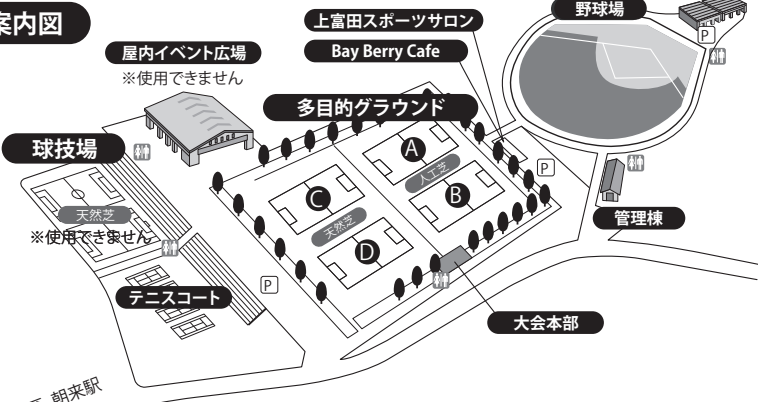 案内図
野球場
上富田スポーツサロン
屋内イベント広場
※使用できません
Bay Berry Cafe
P
多目的グラウンド
球技場
A
人工芝
P
C
B
天然芝
天然芝
管理棟
※使用できません
D
P
テニスコート
大会本部
朝来駅